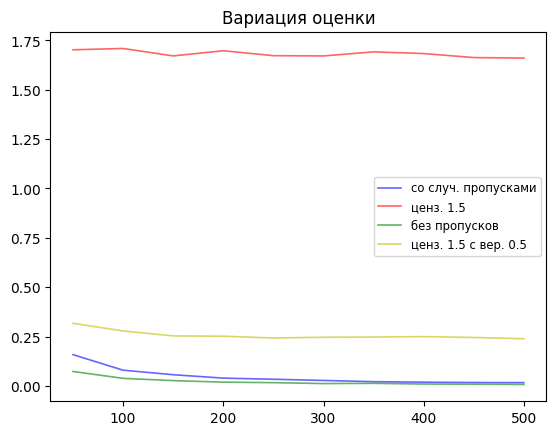 Вариация оценки
1.75
1.50
1.25
1.00
0.75
0.50
0.25
0.00
со случ. пропусками
ценз. 1.5
без пропусков
ценз. 1.5 с вер. 0.5
100 200 300 400 500